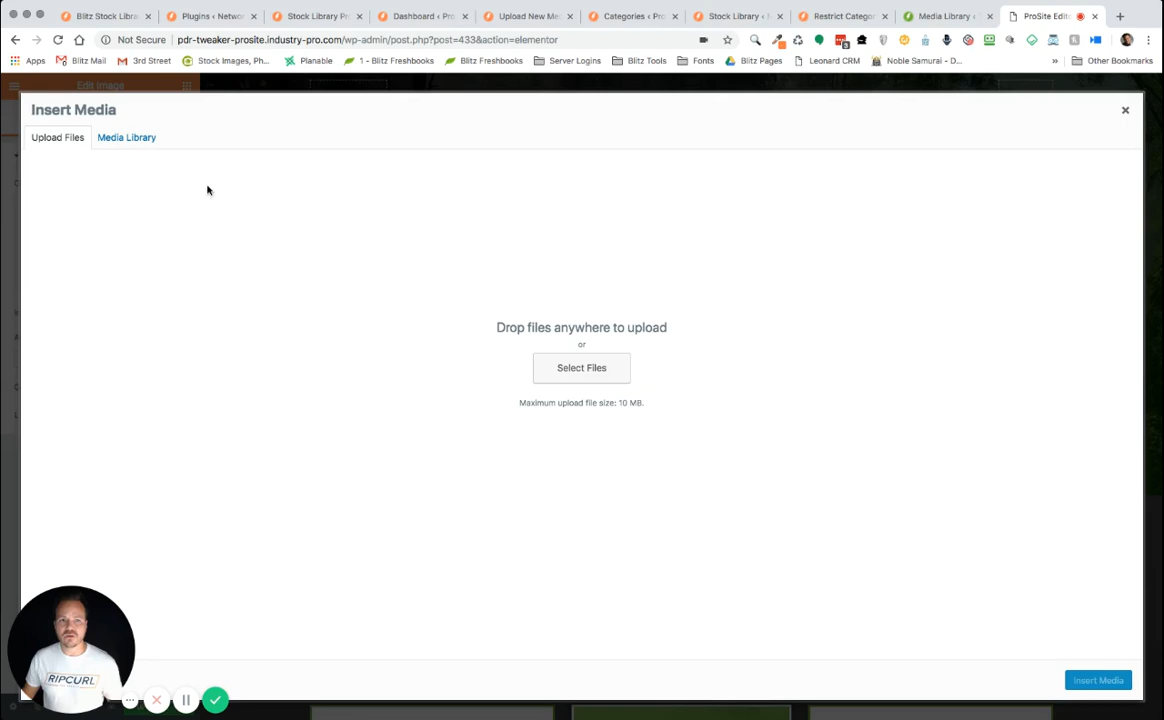 Blitz Stock Libra
Plugins ‹ Networ
Stock Library Pr
Dashboard ‹ Pro
Upload New Me
Categories ‹ Pro
Stock Library ‹
Restrict Categor
Media Library ‹
ProSite Edit
Not Secure
pdr-tweaker-prosite.industry-pro.com/wp-admin/post.php?post=433&action=elementor
Apps
Blitz Mail
3rd Street
Stock Images, Ph...
Planable
1 - Blitz Freshbooks
Blitz Freshbooks
Server Logins
Blitz Tools
Fonts
Blitz Pages
Leonard CRM
Noble Samurai - D...
»
Other Bookmarks
Edit Image
Insert Media
Upload Files
Media Library
Drop files anywhere to upload
or
Select Files
Maximum upload file size: 10 MB.
RIPCURL
Insert Media